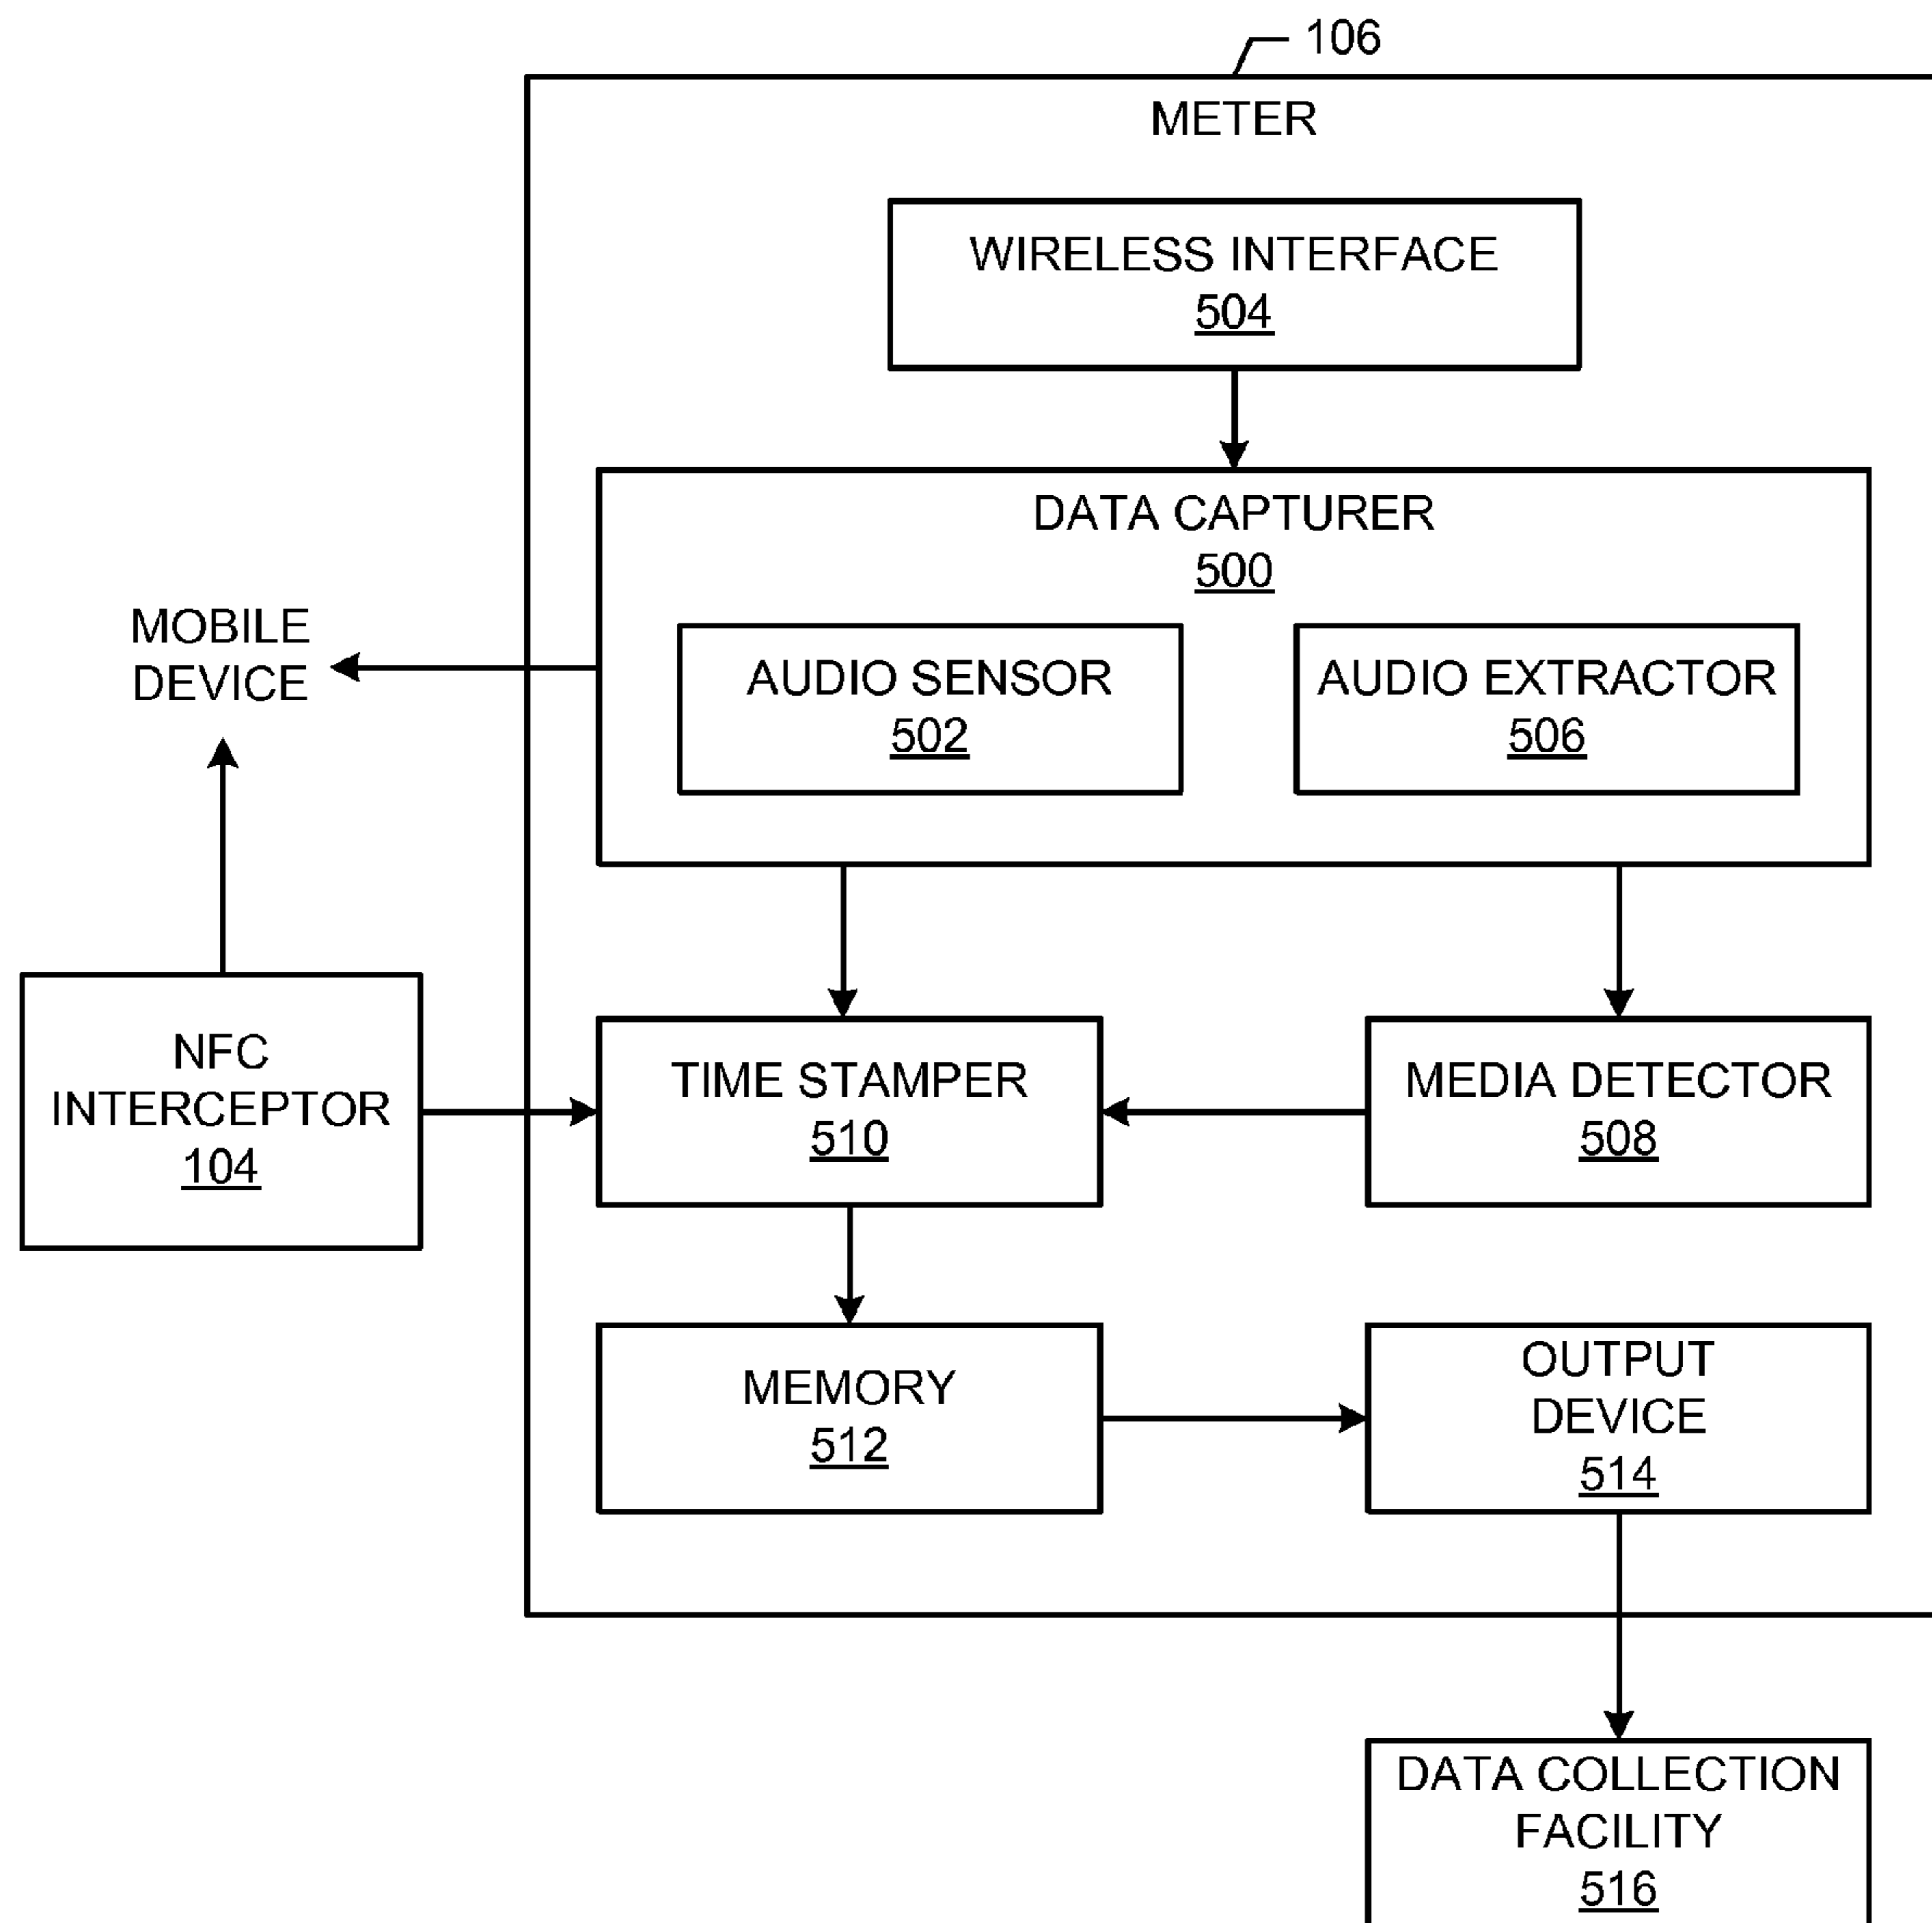 106
METER
WIRELESS INTERFACE
504
DATA CAPTURER
500
MOBILE
DEVICE
AUDIO SENSOR
502
AUDIO EXTRACTOR
506
NFC
INTERCEPTOR
104
TIME STAMPER
510
MEDIA DETECTOR
508
MEMORY
512
OUTPUT
DEVICE
514
DATA COLLECTION
FACILITY
516